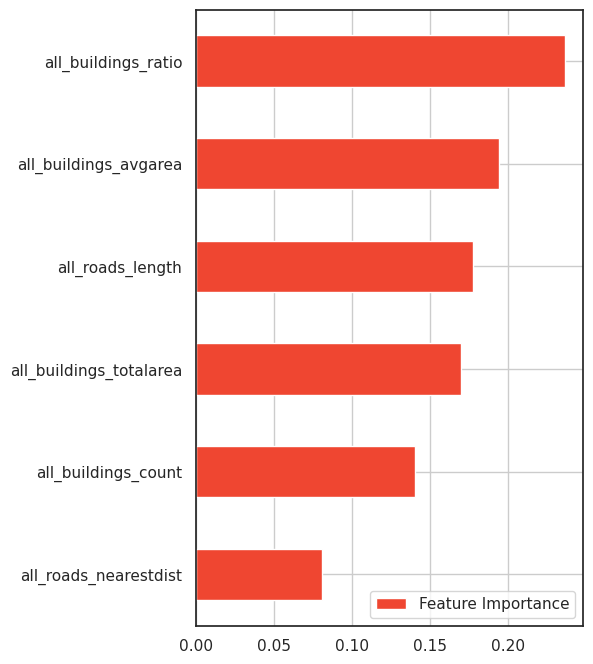 all_buildings_ratio
all_buildings_avgarea
all_roads_length
all_buildings_totalarea
all_buildings_count
all_roads_nearestdist
Feature Importance
0.00 0.05 0.10 0.15 0.20